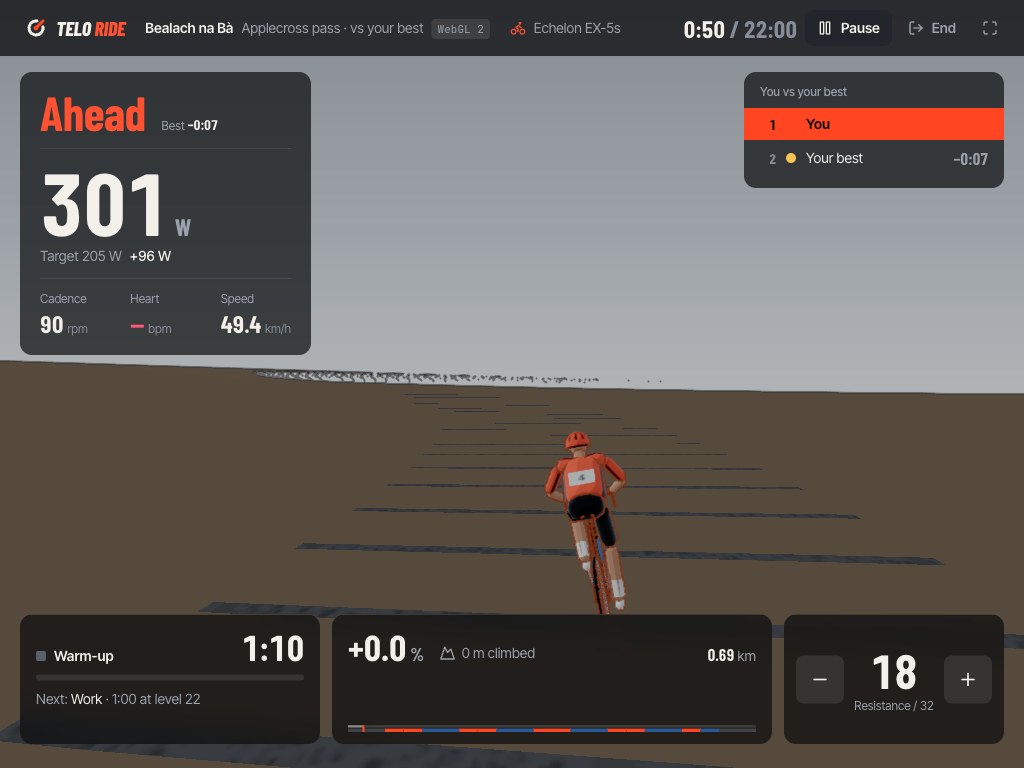 TELO RIDE
Bealach na Bà Applecross pass · vs your best WebGL 2
Echelon EX-5s
0:50 / 22:00
Pause
End
Ahead Best −0:07
301 W
Target 205 W +96 W
Cadence Heart Speed
90 rpm – bpm 49.4 km/h
You vs your best
1 You
2 Your best −0:07
4
Warm-up 1:10
Next: Work · 1:00 at level 22
+0.0 % 0 m climbed 0.69 km
− 18 +
Resistance / 32